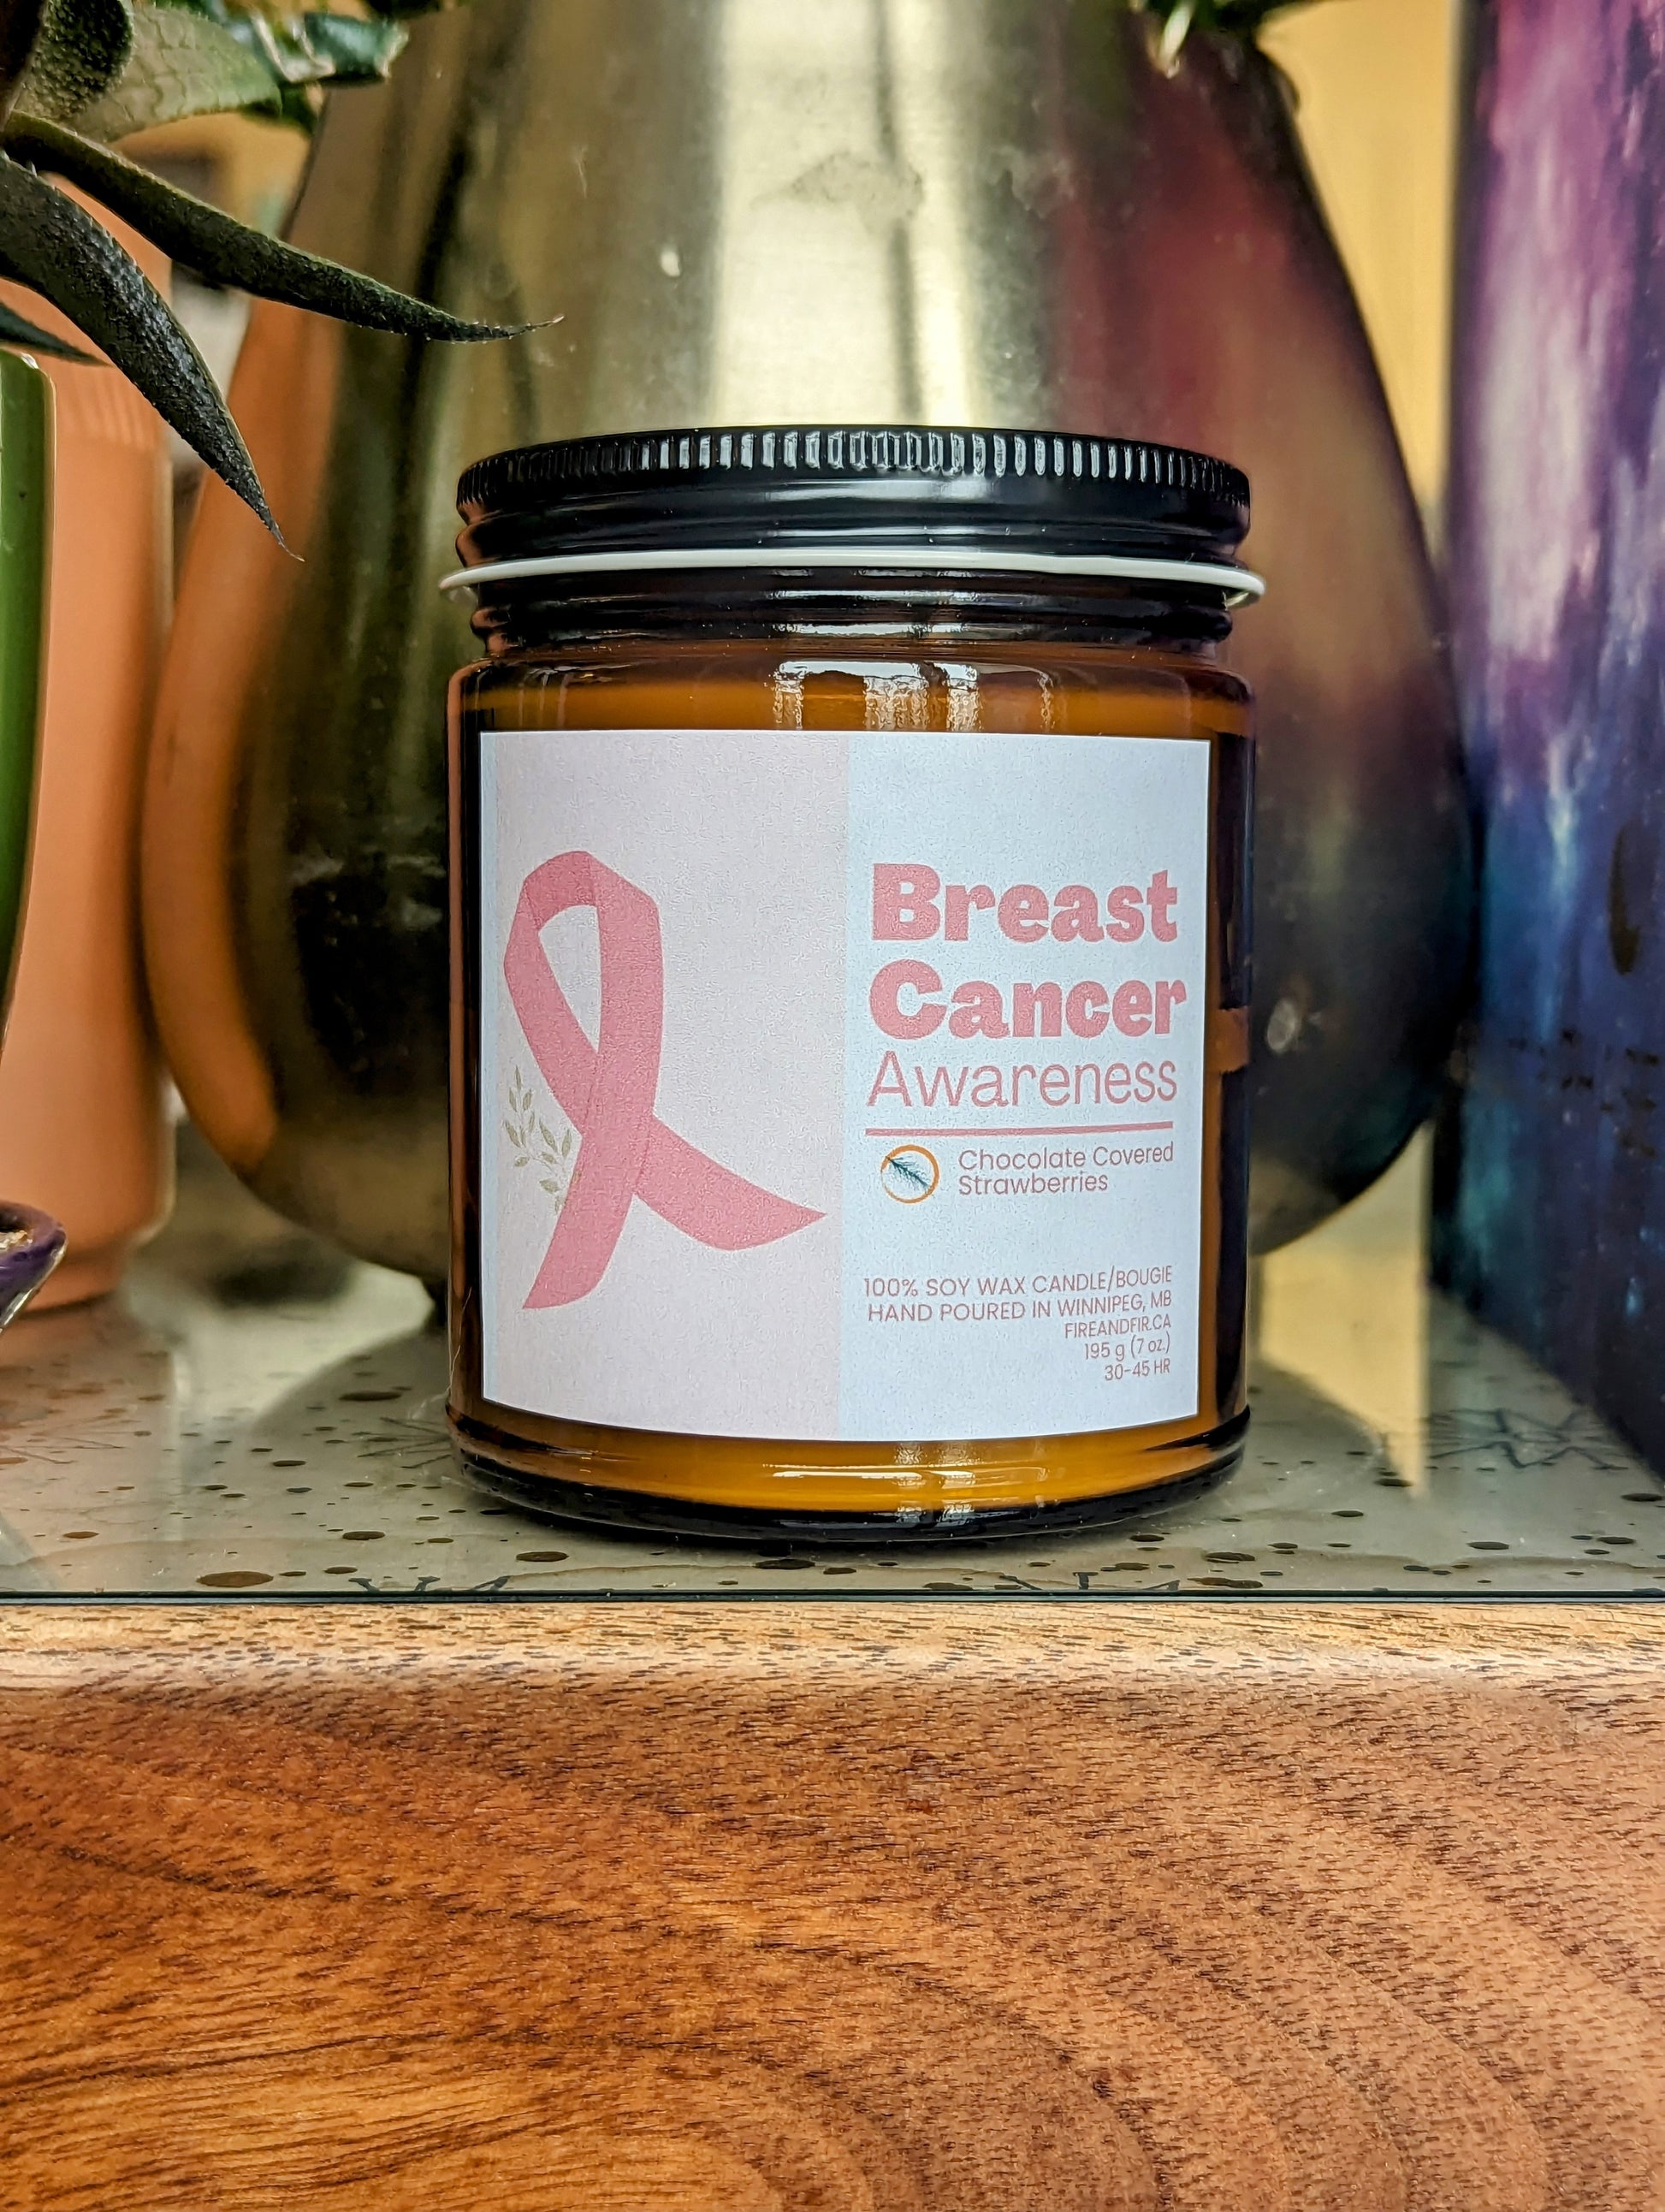 Breast
Cancer
Awareness
Chocolate Covered
Strawberries
100% SOY WAX CANDLE/BOUGIE
HAND POURED IN WINNIPEG, MB
FIREANDFIR.CA
195 g (7 oz.)
30-45 HR